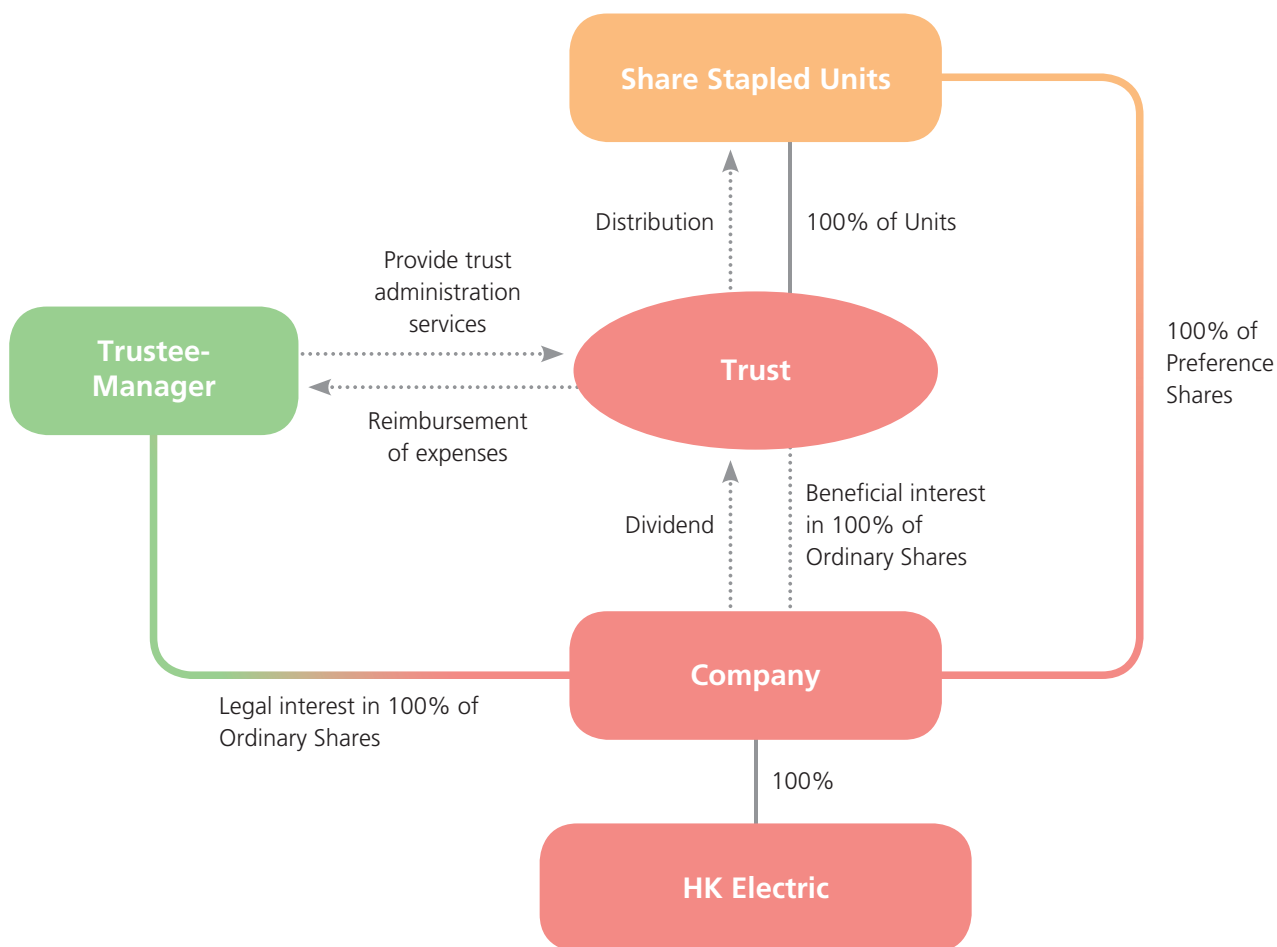 Share Stapled Units
Distribution
100% of Units
Provide trust
administration
services
Trustee-
Manager
Trust
100% of
Preference
Shares
Reimbursement
of expenses
Dividend
Beneficial interest
in 100% of
Ordinary Shares
Company
Legal interest in 100% of
Ordinary Shares
100%
HK Electric